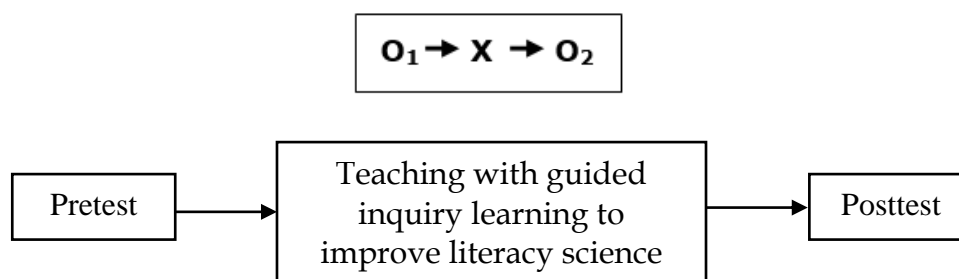 O₁ → X → O₂
Pretest
Teaching with guided
inquiry learning to
improve literacy science
Posttest